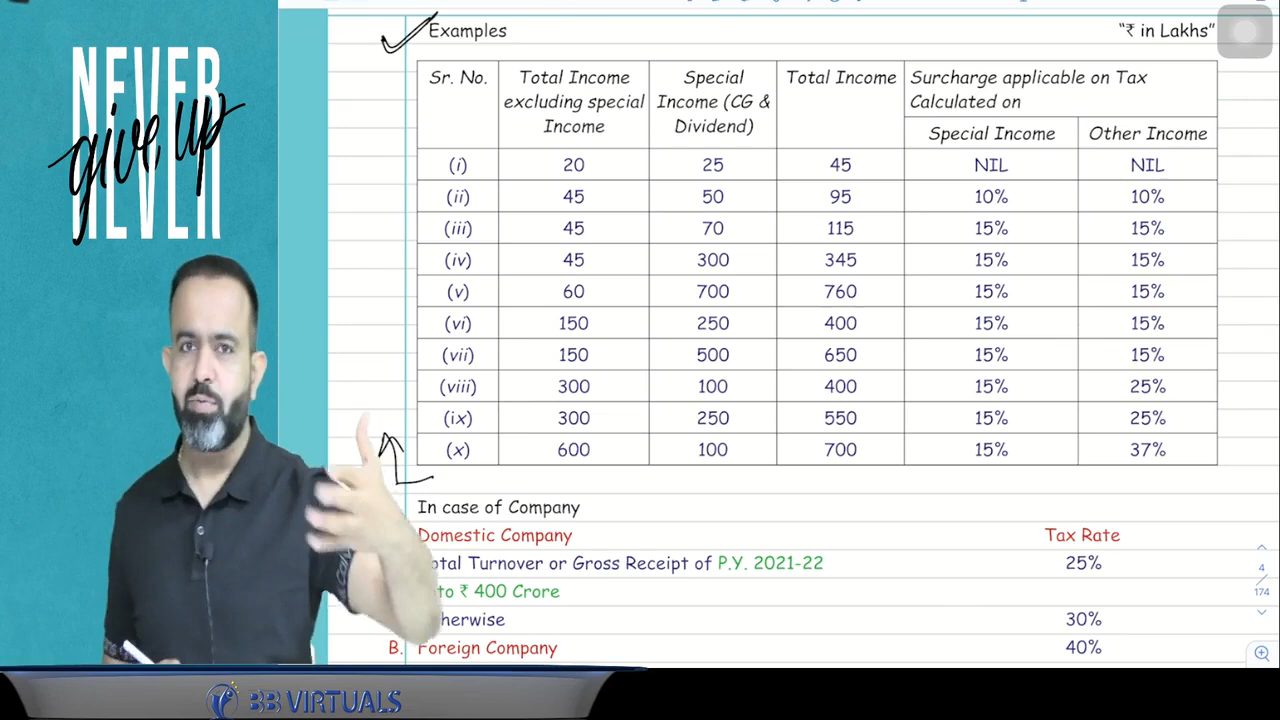 NEVER
give up
NEVER
Examples "₹ in Lakhs"
Sr. No. Total Income excluding special Income Special Income (CG & Dividend) Total Income Surcharge applicable on Tax Calculated on
Special Income Other Income
(i) 20 25 45 NIL NIL
(ii) 45 50 95 10% 10%
(iii) 45 70 115 15% 15%
(iv) 45 300 345 15% 15%
(v) 60 700 760 15% 15%
(vi) 150 250 400 15% 15%
(vii) 150 500 650 15% 15%
(viii) 300 100 400 15% 25%
(ix) 300 250 550 15% 25%
(x) 600 100 700 15% 37%
In case of Company
Domestic Company Tax Rate
Turnover or Gross Receipt of P.Y. 2021-22 25%
₹ 400 Crore
30%
B. Foreign Company 40%
4
/
174
BB VIRTUALS